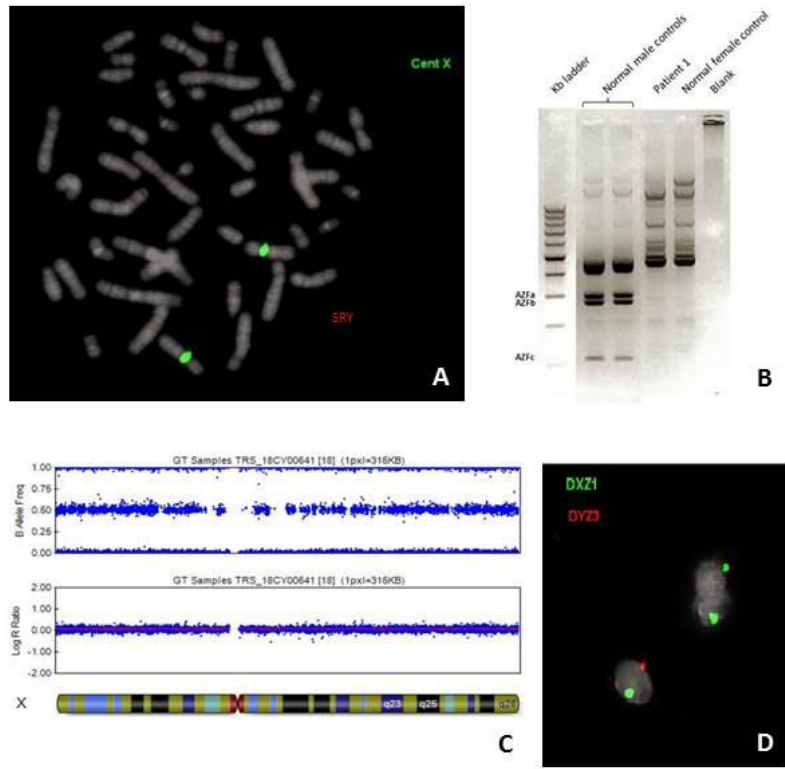 Cent X
SRY
A
Kb ladder
Normal male controls
Patient 1
Normal female control
Blank
AZFa
AZFb
AZFc
B
GT Samples TRS_18CY00641 [18] (1pxl=316KB)
1.00
0.75
0.50
0.25
0.00
B Allele Freq
GT Samples TRS_18CY00641 [18] (1pxl=316KB)
2.00
1.00
0.00
-1.00
-2.00
Log R Ratio
X
q23
q25
q28
C
DXZ1
DYZ3
D